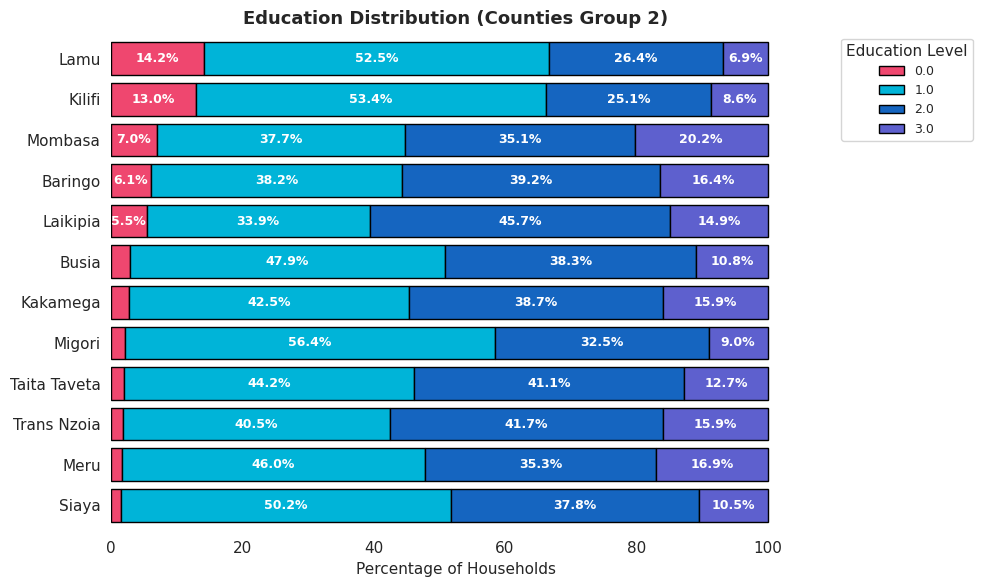 Education Distribution (Counties Group 2)
Education Level
0.0
1.0
2.0
3.0
Lamu 14.2% 52.5% 26.4% 6.9%
Kilifi 13.0% 53.4% 25.1% 8.6%
Mombasa 7.0% 37.7% 35.1% 20.2%
Baringo 6.1% 38.2% 39.2% 16.4%
Laikipia 5.5% 33.9% 45.7% 14.9%
Busia 47.9% 38.3% 10.8%
Kakamega 42.5% 38.7% 15.9%
Migori 56.4% 32.5% 9.0%
Taita Taveta 44.2% 41.1% 12.7%
Trans Nzoia 40.5% 41.7% 15.9%
Meru 46.0% 35.3% 16.9%
Siaya 50.2% 37.8% 10.5%
0 20 40 60 80 100
Percentage of Households